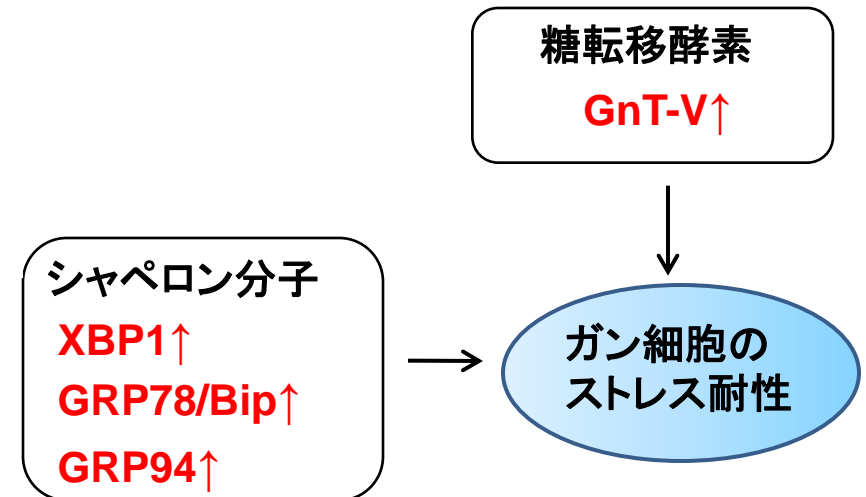 糖転移酵素
GnT-V↑
シャペロン分子
XBP1↑
GRP78/Bip↑
GRP94↑
ガン細胞の
ストレス耐性